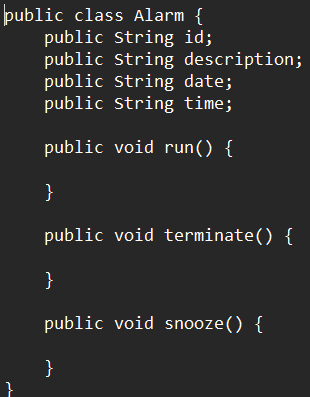 public class Alarm {
    public String id;
    public String description;
    public String date;
    public String time;

    public void run() {

    }

    public void terminate() {

    }

    public void snooze() {

    }
}